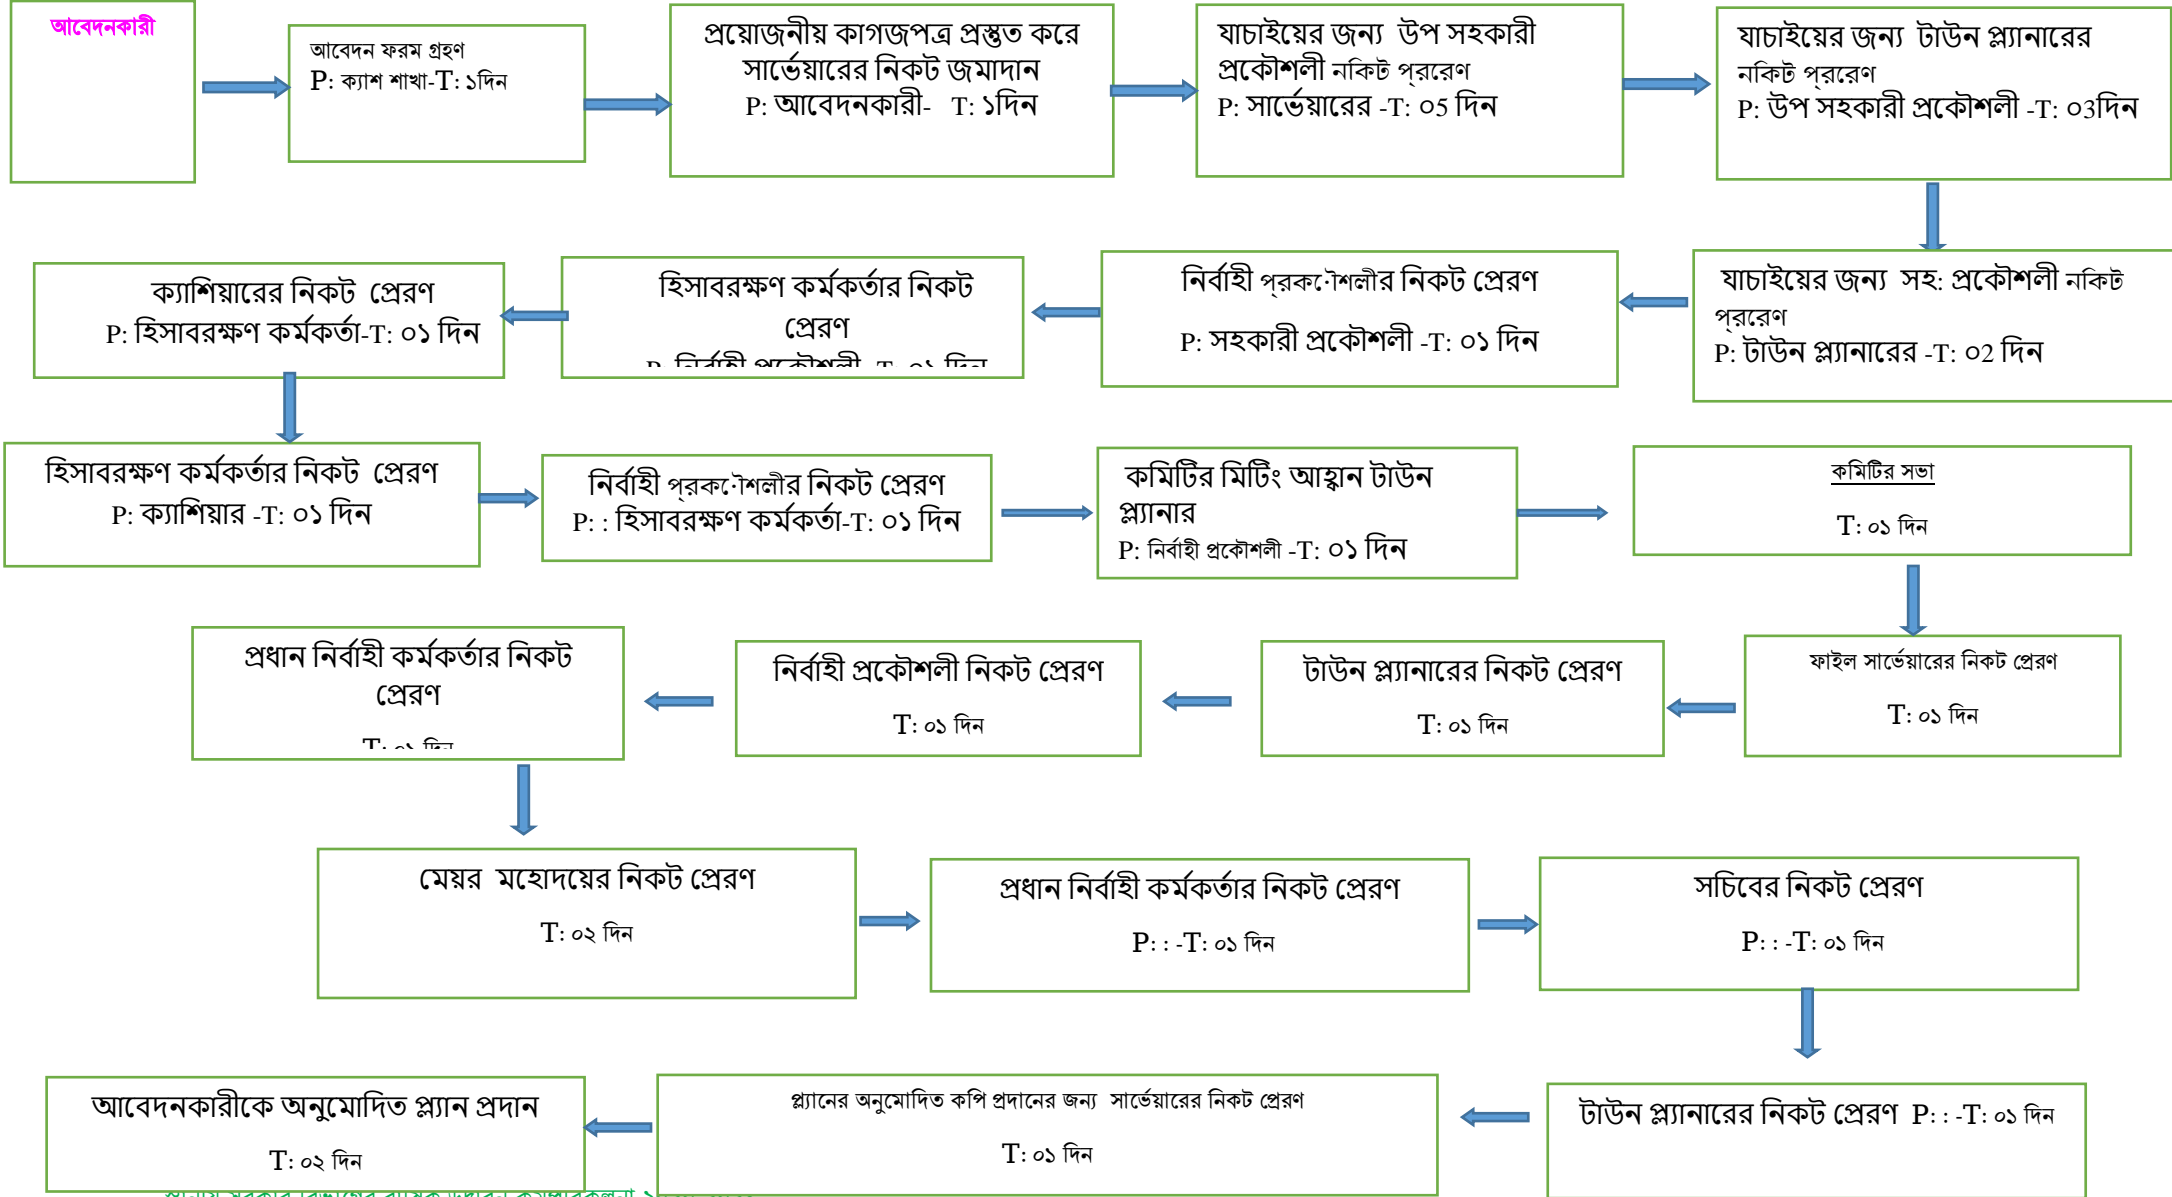 আবেদনকারী
আবেদন ফরম গ্রহণ
P: ক্যাশ শাখা-T: ১দিন
প্রয়োজনীয় কাগজপত্র প্রস্তুত করে
সার্ভেয়ারের নিকট জমাদান
P: আবেদনকারী- T: ১দিন
যাচাইয়ের জন্য উপ সহকারী
প্রকৌশলী নকিট প্ররেণ
P: সার্ভেয়ারের -T: ০5 দিন
যাচাইয়ের জন্য টাউন প্ল্যানারের
নকিট প্ররেণ
P: উপ সহকারী প্রকৌশলী -T: ০3দিন
যাচাইয়ের জন্য সহ: প্রকৌশলী নকিট
প্ররেণ
P: টাউন প্ল্যানারের -T: ০2 দিন
নির্বাহী প্রকৌশলীর নিকট প্রেরণ
P: সহকারী প্রকৌশলী -T: ০১ দিন
হিসাবরক্ষণ কর্মকর্তার নিকট
প্রেরণ
P: নির্বাহী প্রকৌশলী -T: ০১ দিন
ক্যাশিয়ারের নিকট প্রেরণ
P: হিসাবরক্ষণ কর্মকর্তা-T: ০১ দিন
হিসাবরক্ষণ কর্মকর্তার নিকট প্রেরণ
P: ক্যাশিয়ার -T: ০১ দিন
নির্বাহী প্রকৌশলীর নিকট প্রেরণ
P: : হিসাবরক্ষণ কর্মকর্তা-T: ০১ দিন
কমিটির মিটিং আহ্বান টাউন
প্ল্যানার
P: নির্বাহী প্রকৌশলী -T: ০১ দিন
কমিটির সভা
T: ০১ দিন
ফাইল সার্ভেয়ারের নিকট প্রেরণ
T: ০১ দিন
টাউন প্ল্যানারের নিকট প্রেরণ
T: ০১ দিন
নির্বাহী প্রকৌশলী নিকট প্রেরণ
T: ০১ দিন
প্রধান নির্বাহী কর্মকর্তার নিকট
প্রেরণ
T: ০১ দিন
মেয়র মহোদয়ের নিকট প্রেরণ
T: ০২ দিন
প্রধান নির্বাহী কর্মকর্তার নিকট প্রেরণ
P: : -T: ০১ দিন
সচিবের নিকট প্রেরণ
P: : -T: ০১ দিন
টাউন প্ল্যানারের নিকট প্রেরণ P: : -T: ০১ দিন
প্ল্যানের অনুমোদিত কপি প্রদানের জন্য সার্ভেয়ারের নিকট প্রেরণ
T: ০১ দিন
আবেদনকারীকে অনুমোদিত প্ল্যান প্রদান
T: ০২ দিন